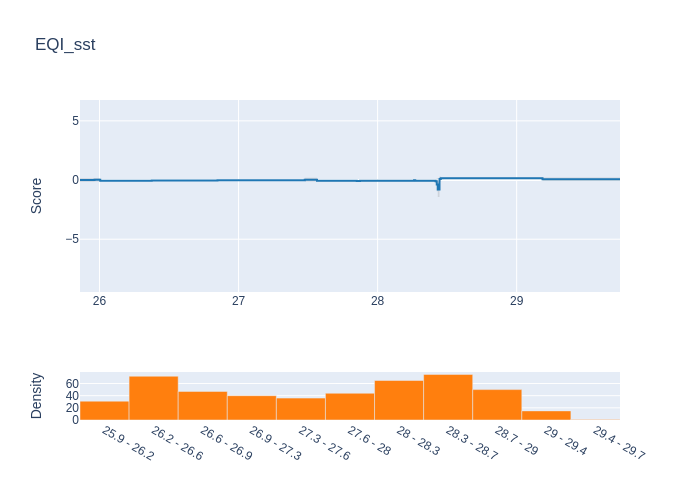 EQI_sst
Score
5
0
−5
26
27
28
29
Density
60
40
20
0
25.9 - 26.2
26.2 - 26.6
26.6 - 26.9
26.9 - 27.3
27.3 - 27.6
27.6 - 28
28 - 28.3
28.3 - 28.7
28.7 - 29
29 - 29.4
29.4 - 29.7